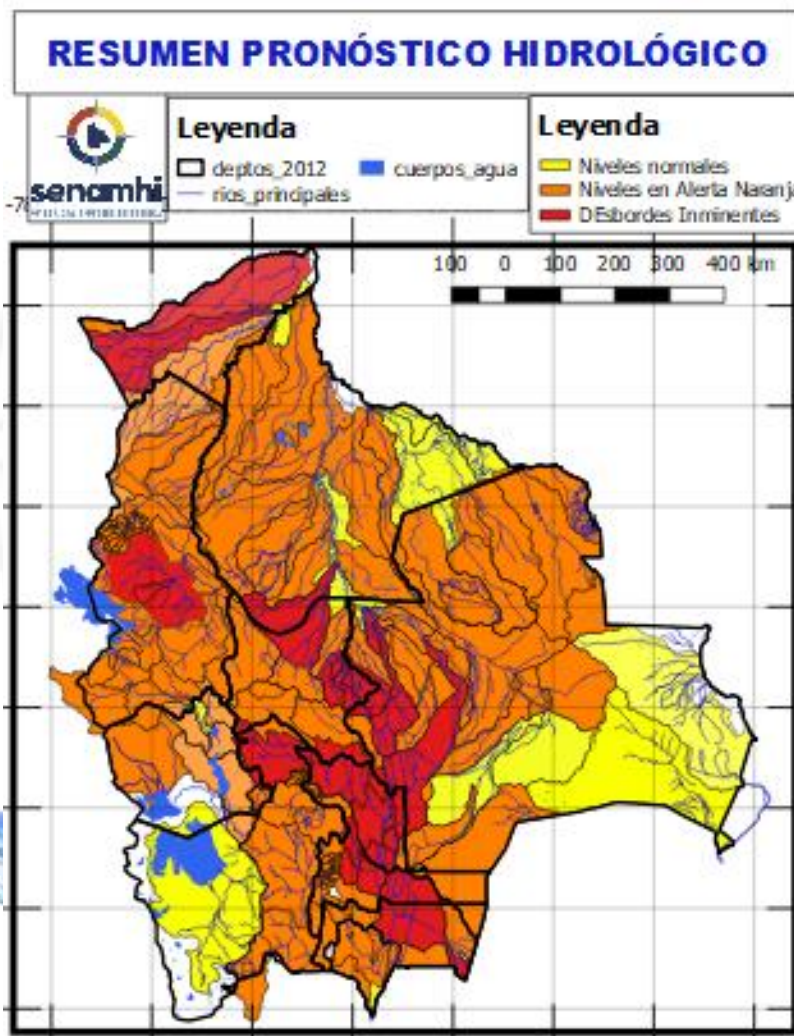 RESUMEN PRONÓSTICO HIDROLÓGICO
Leyenda
deptos_2012 cuerpos_agua
rios_principales
Leyenda
Niveles normales
Niveles en Alerta Naranja
DEsbordes Inminentes
senamhi
100 0 100 200 300 400 km